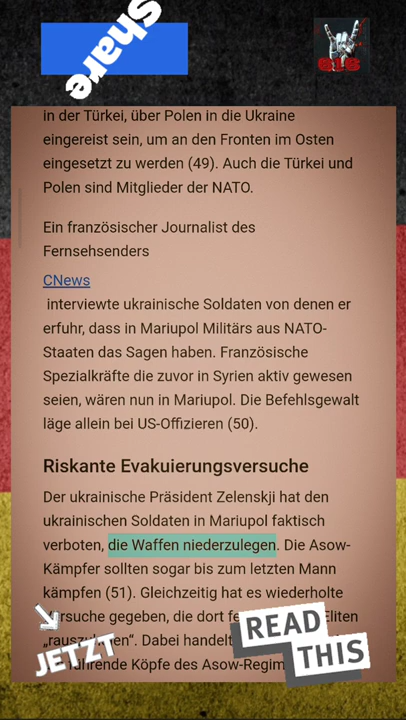 Share
SIS
in der Türkei, über Polen in die Ukraine
eingereist sein, um an den Fronten im Osten
eingesetzt zu werden (49). Auch die Türkei und
Polen sind Mitglieder der NATO.
Ein französischer Journalist des
Fernsehsenders
CNews
interviewte ukrainische Soldaten von denen er
erfuhr, dass in Mariupol Militärs aus NATO-
Staaten das Sagen haben. Französische
Spezialkräfte die zuvor in Syrien aktiv gewesen
seien, wären nun in Mariupol. Die Befehlsgewalt
läge allein bei US-Offizieren (50).
Riskante Evakuierungsversuche
Der ukrainische Präsident Zelenskji hat den
ukrainischen Soldaten in Mariupol faktisch
verboten, die Waffen niederzulegen. Die Asow-
Kämpfer sollten sogar bis zum letzten Mann
kämpfen (51). Gleichzeitig hat es wiederholte
gegeben, die dort
Dabei
führende Köpfe des
JETZT
READ
THIS